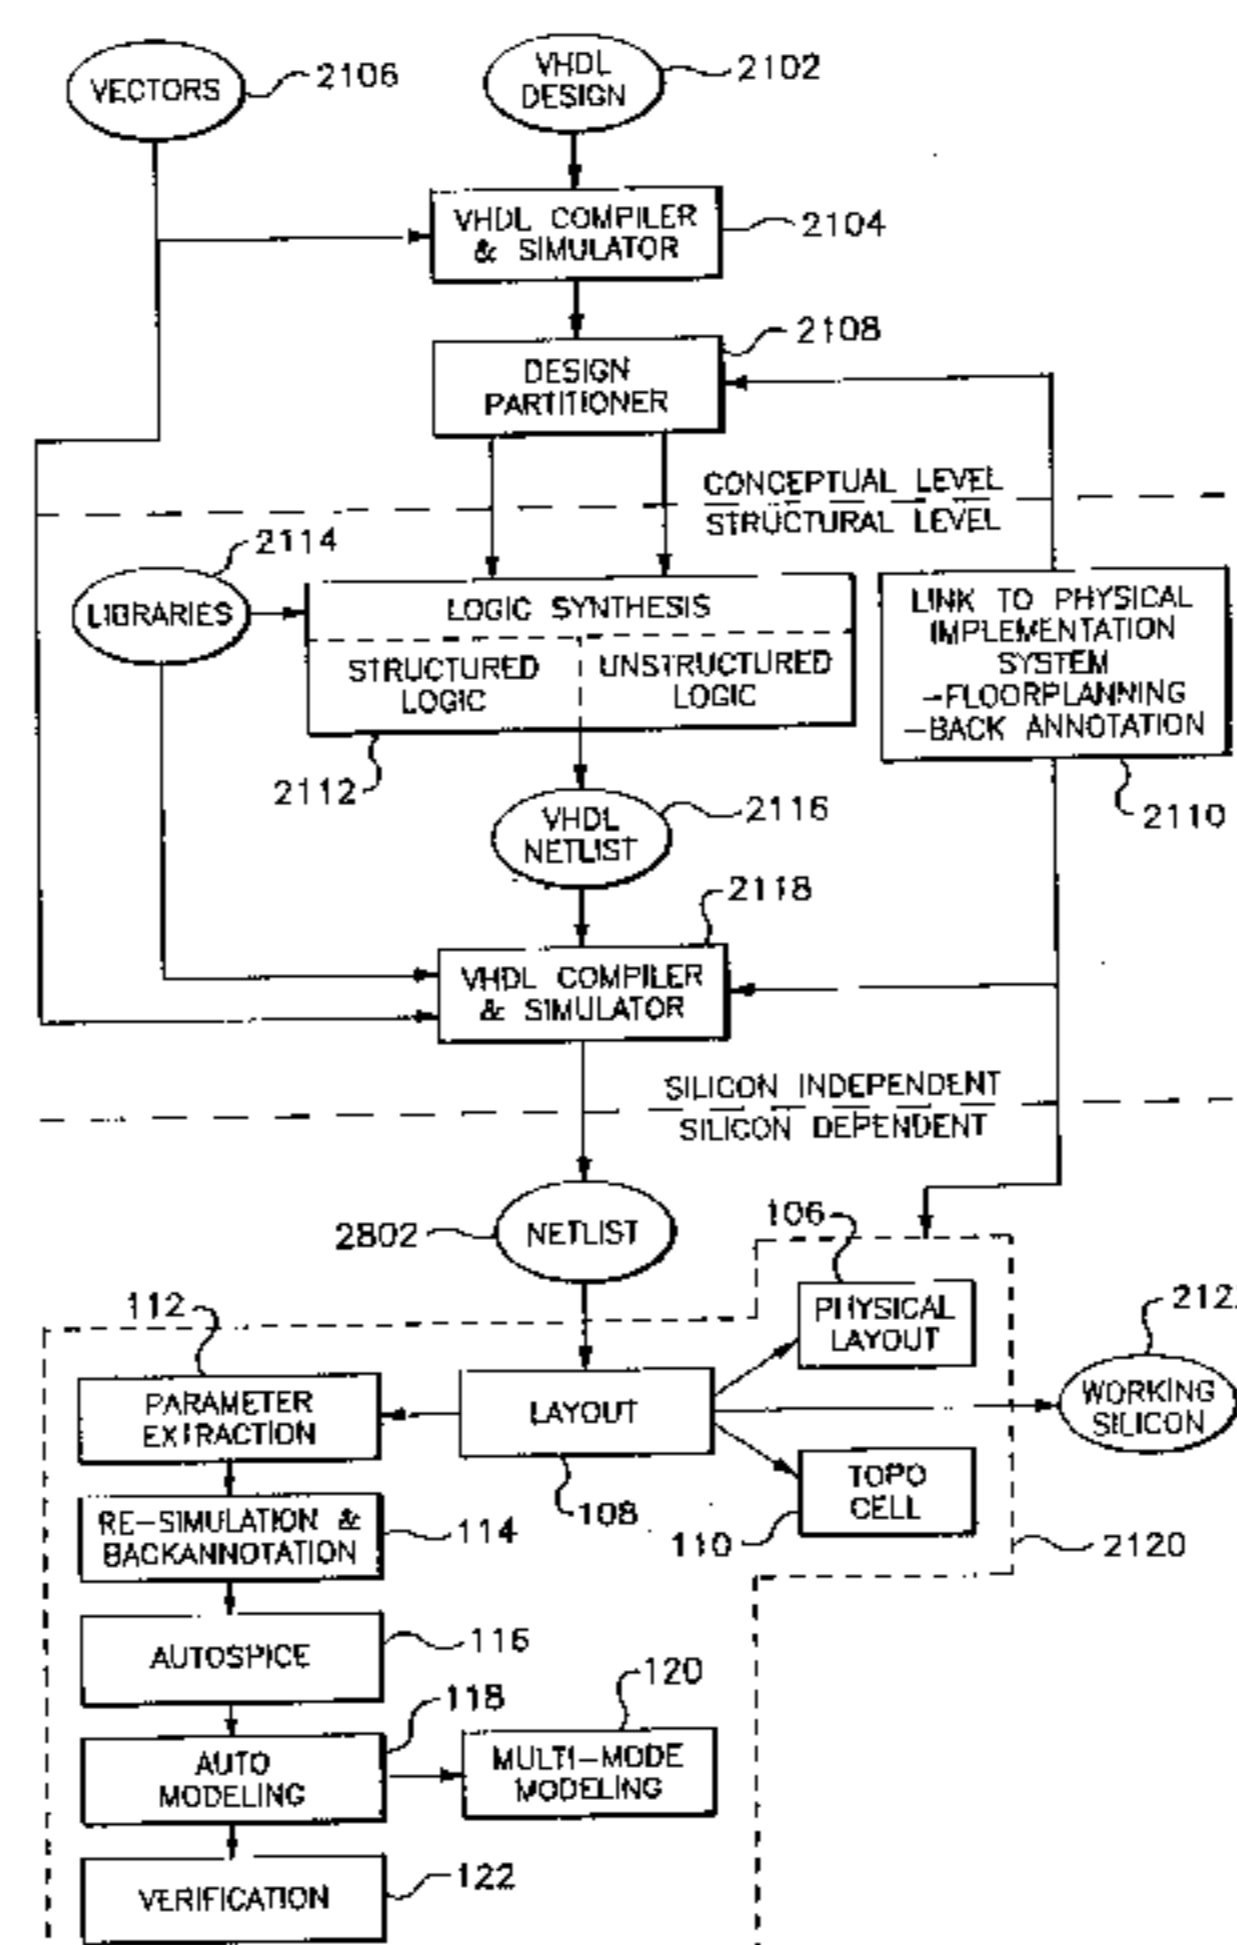 VECTORS
2106
VHDL
DESIGN
2102
VHDL COMPILER
& SIMULATOR
2104
DESIGN
PARTITIONER
2108
CONCEPTUAL LEVEL
STRUCTURAL LEVEL
2114
LIBRARIES
LOGIC SYNTHESIS
STRUCTURED
LOGIC
UNSTRUCTURED
LOGIC
2112
LINK TO PHYSICAL
IMPLEMENTATION
SYSTEM
-FLOORPLANNING
-BACK ANNOTATION
2110
VHDL
NETLIST
2116
2118
VHDL COMPILER
& SIMULATOR
SILICON INDEPENDENT
SILICON DEPENDENT
2802
NETLIST
106
PHYSICAL
LAYOUT
112
PARAMETER
EXTRACTION
LAYOUT
108
WORKING
SILICON
TOPO
CELL
110
2120
RE-SIMULATION &
BACKANNOTATION
114
AUTOSPICE
116
118
AUTO
MODELING
120
MULTI-MODE
MODELING
VERIFICATION
122